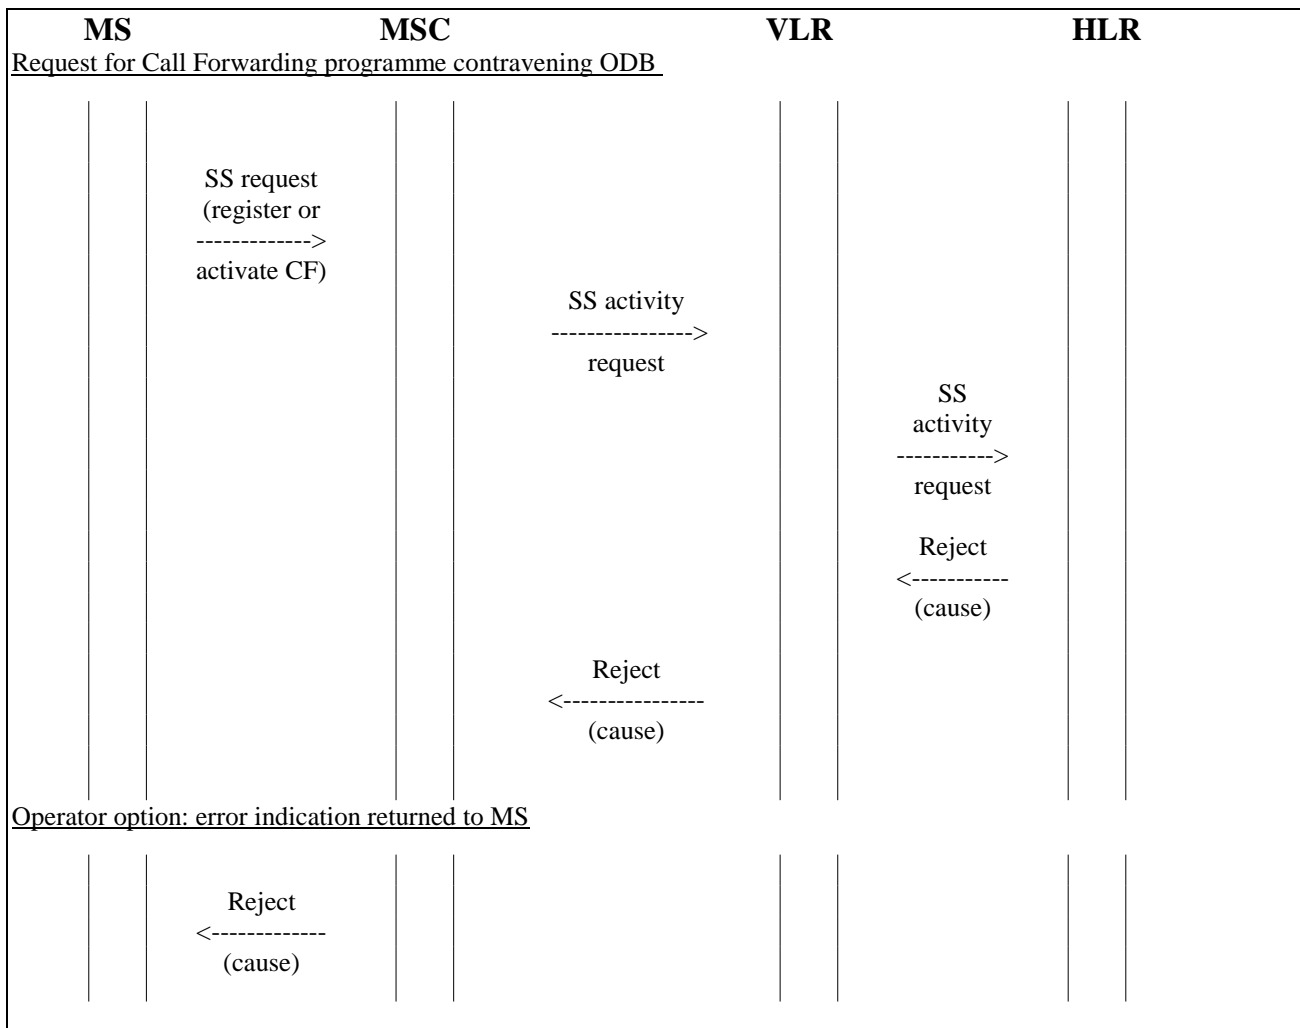 MS MSC VLR HLR
Request for Call Forwarding programme contravening ODB
SS request
(register or
------------->
activate CF)
SS activity
---------------->
request
SS
activity
----------->
request
Reject
<-----------
(cause)
Reject
<----------------
(cause)
Operator option: error indication returned to MS
Reject
<-------------
(cause)